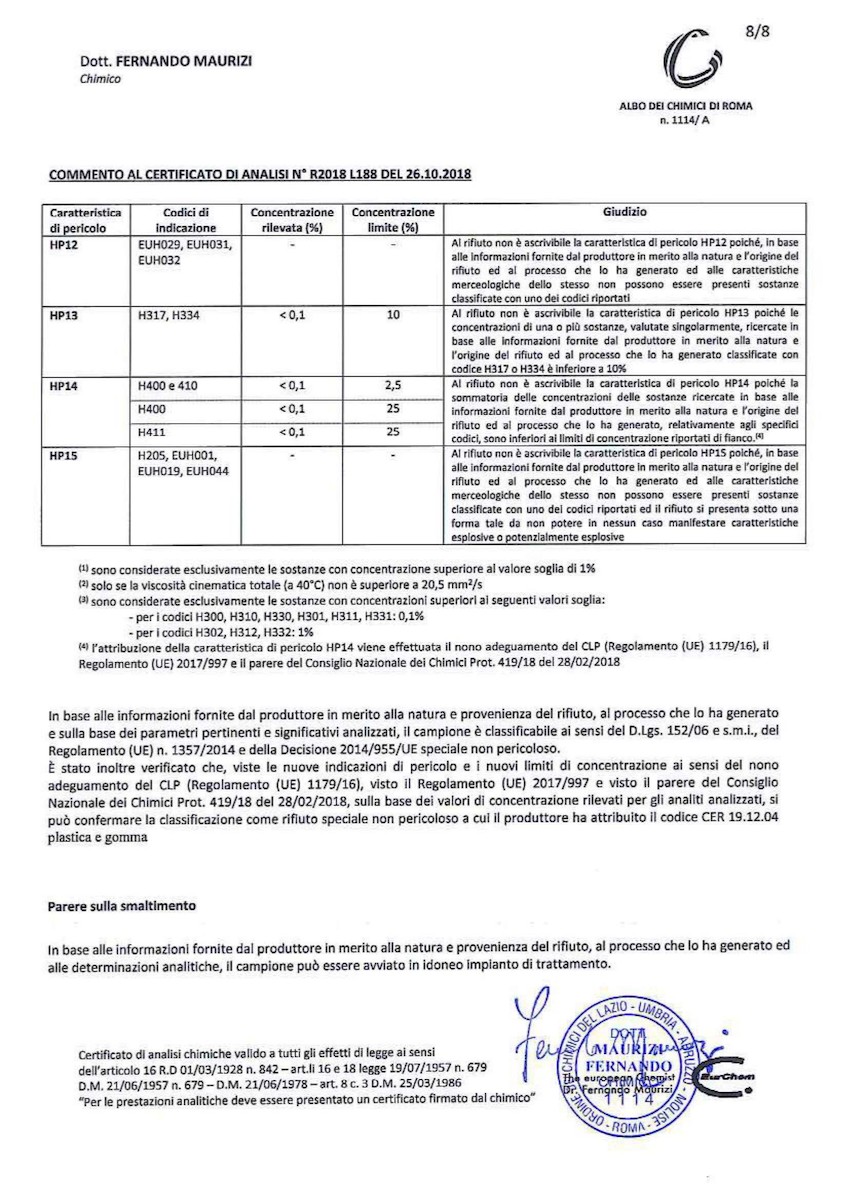 8/8
Dott. FERNANDO MAURIZI
Chimico
ALBO DEI CHIMICI DI ROMA
n. 1114/ A
COMMENTO AL CERTIFICATO DI ANALISI N° R2018 L188 DEL 26.10.2018
Caratteristica di pericolo | Codici di indicazione | Concentrazione rilevata (%) | Concentrazione limite (%) | Giudizio
HP12 | EUH029, EUH031, EUH032 | - | -
Al rifiuto non è ascrivibile la caratteristica di pericolo HP12 poiché, in base
alle informazioni fornite dal produttore in merito alla natura e l'origine del
rifiuto ed al processo che lo ha generato ed alle caratteristiche
merceologiche dello stesso non possono essere presenti sostanze
classificate con uno dei codici riportati
HP13 | H317, H334 | < 0,1 | 10
Al rifiuto non è ascrivibile la caratteristica di pericolo HP13 poiché le
concentrazioni di una o più sostanze, valutate singolarmente, ricercate in
base alle informazioni fornite dal produttore in merito alla natura e
l'origine del rifiuto ed al processo che lo ha generato classificate con
codice H317 o H334 è inferiore a 10%
HP14 | H400 e 410 | < 0,1 | 2,5
H400 | < 0,1 | 25
H411 | < 0,1 | 25
Al rifiuto non è ascrivibile la caratteristica di pericolo HP14 poiché la
sommatoria delle concentrazioni delle sostanze ricercate in base alle
informazioni fornite dal produttore in merito alla natura e l'origine del
rifiuto ed al processo che lo ha generato, relativamente agli specifici
codici, sono inferiori ai limiti di concentrazione riportati di fianco.(4)
HP15 | H205, EUH001, EUH019, EUH044 | - | -
Al rifiuto non è ascrivibile la caratteristica di pericolo HP15 poiché, in base
alle informazioni fornite dal produttore in merito alla natura e l'origine del
rifiuto ed al processo che lo ha generato ed alle caratteristiche
merceologiche dello stesso non possono essere presenti sostanze
classificate con uno dei codici riportati ed il rifiuto si presenta sotto una
forma tale da non potere in nessun caso manifestare caratteristiche
esplosive o potenzialmente esplosive
(1) sono considerate esclusivamente le sostanze con concentrazione superiore al valore soglia di 1%
(2) solo se la viscosità cinematica totale (a 40°C) non è superiore a 20,5 mm²/s
(3) sono considerate esclusivamente le sostanze con concentrazioni superiori ai seguenti valori soglia:
- per i codici H300, H310, H330, H301, H311, H331: 0,1%
- per i codici H302, H312, H332: 1%
(4) l'attribuzione della caratteristica di pericolo HP14 viene effettuata il nono adeguamento del CLP (Regolamento (UE) 1179/16), il
Regolamento (UE) 2017/997 e il parere del Consiglio Nazionale dei Chimici Prot. 419/18 del 28/02/2018
In base alle informazioni fornite dal produttore in merito alla natura e provenienza del rifiuto, al processo che lo ha generato
e sulla base dei parametri pertinenti e significativi analizzati, il campione è classificabile ai sensi del D.Lgs. 152/06 e s.m.i., del
Regolamento (UE) n. 1357/2014 e della Decisione 2014/955/UE speciale non pericoloso.
È stato inoltre verificato che, viste le nuove indicazioni di pericolo e i nuovi limiti di concentrazione ai sensi del nono
adeguamento del CLP (Regolamento (UE) 1179/16), visto il Regolamento (UE) 2017/997 e visto il parere del Consiglio
Nazionale dei Chimici Prot. 419/18 del 28/02/2018, sulla base dei valori di concentrazione rilevati per gli analiti analizzati, si
può confermare la classificazione come rifiuto speciale non pericoloso a cui il produttore ha attribuito il codice CER 19.12.04
plastica e gomma
Parere sulla smaltimento
In base alle informazioni fornite dal produttore in merito alla natura e provenienza del rifiuto, al processo che lo ha generato ed
alle determinazioni analitiche, il campione può essere avviato in idoneo impianto di trattamento.
Certificato di analisi chimiche valido a tutti gli effetti di legge ai sensi
dell'articolo 16 R.D 01/03/1928 n. 842 – art.li 16 e 18 legge 19/07/1957 n. 679
D.M. 21/06/1957 n. 679 – D.M. 21/06/1978 – art. 8 c. 3 D.M. 25/03/1986
"Per le prestazioni analitiche deve essere presentato un certificato firmato dal chimico"
ORDINE CHIMICI DEL LAZIO - UMBRIA - ABRUZZO - MOLISE - ROMA -
DOTT.
MAURIZI
FERNANDO
The european Chemist
Dr. Fernando Maurizi
1114
EurChem